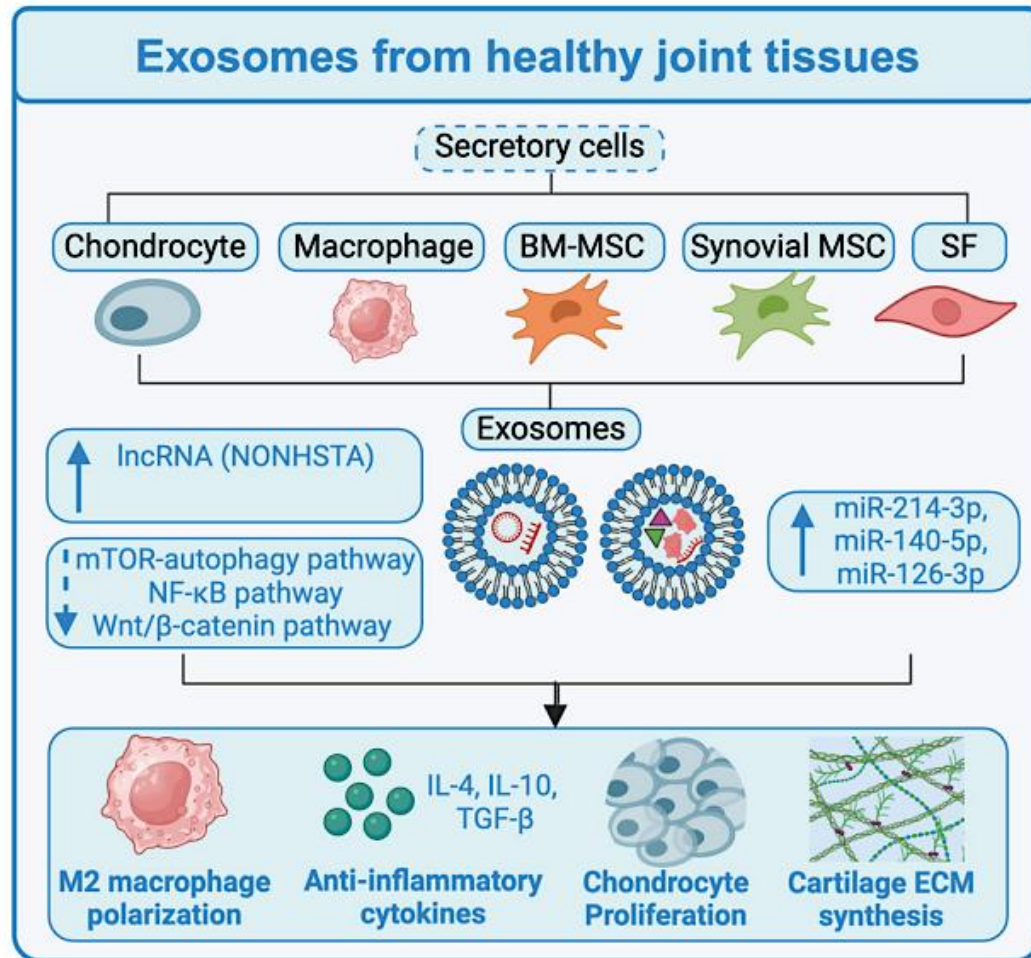 Exosomes from healthy joint tissues
Secretory cells
Chondrocyte
Macrophage
BM-MSC
Synovial MSC
SF
Exosomes
lncRNA (NONHSTA)
mTOR-autophagy pathway
NF-κB pathway
Wnt/β-catenin pathway
miR-214-3p,
miR-140-5p,
miR-126-3p
M2 macrophage
polarization
IL-4, IL-10,
TGF-β
Anti-inflammatory
cytokines
Chondrocyte
Proliferation
Cartilage ECM
synthesis